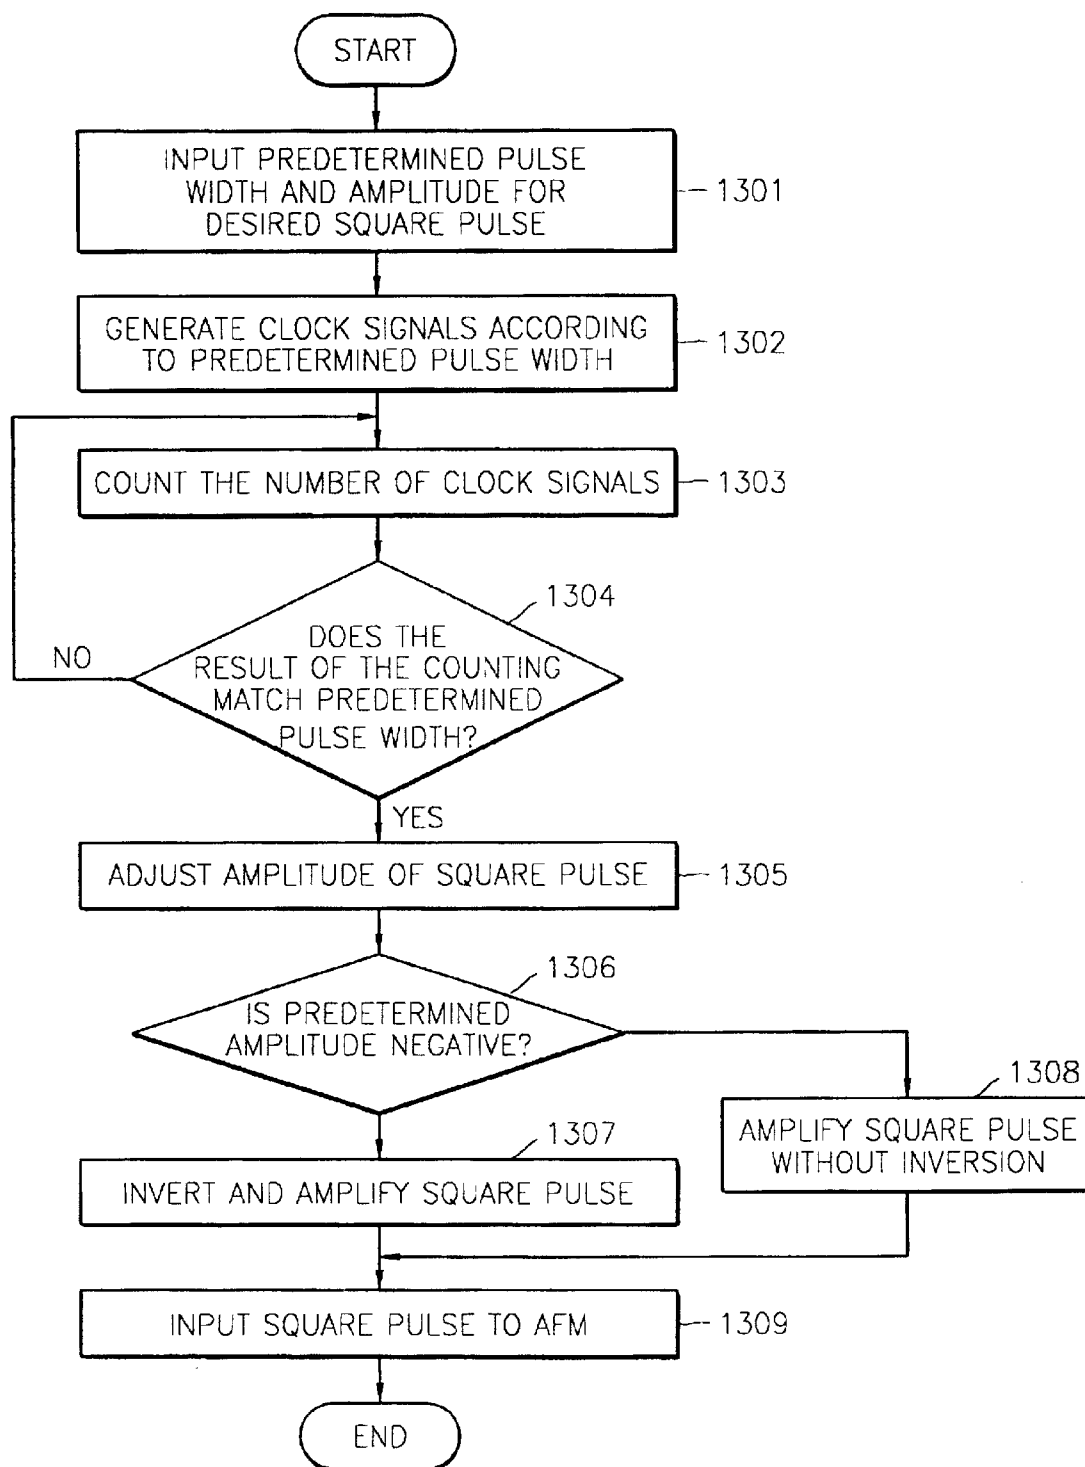 START
INPUT PREDETERMINED PULSE
WIDTH AND AMPLITUDE FOR
DESIRED SQUARE PULSE
1301
GENERATE CLOCK SIGNALS ACCORDING
TO PREDETERMINED PULSE WIDTH
1302
COUNT THE NUMBER OF CLOCK SIGNALS
1303
1304
DOES THE
RESULT OF THE COUNTING
MATCH PREDETERMINED
PULSE WIDTH?
NO
YES
ADJUST AMPLITUDE OF SQUARE PULSE
1305
1306
IS PREDETERMINED
AMPLITUDE NEGATIVE?
1307
INVERT AND AMPLIFY SQUARE PULSE
1308
AMPLIFY SQUARE PULSE
WITHOUT INVERSION
INPUT SQUARE PULSE TO AFM
1309
END